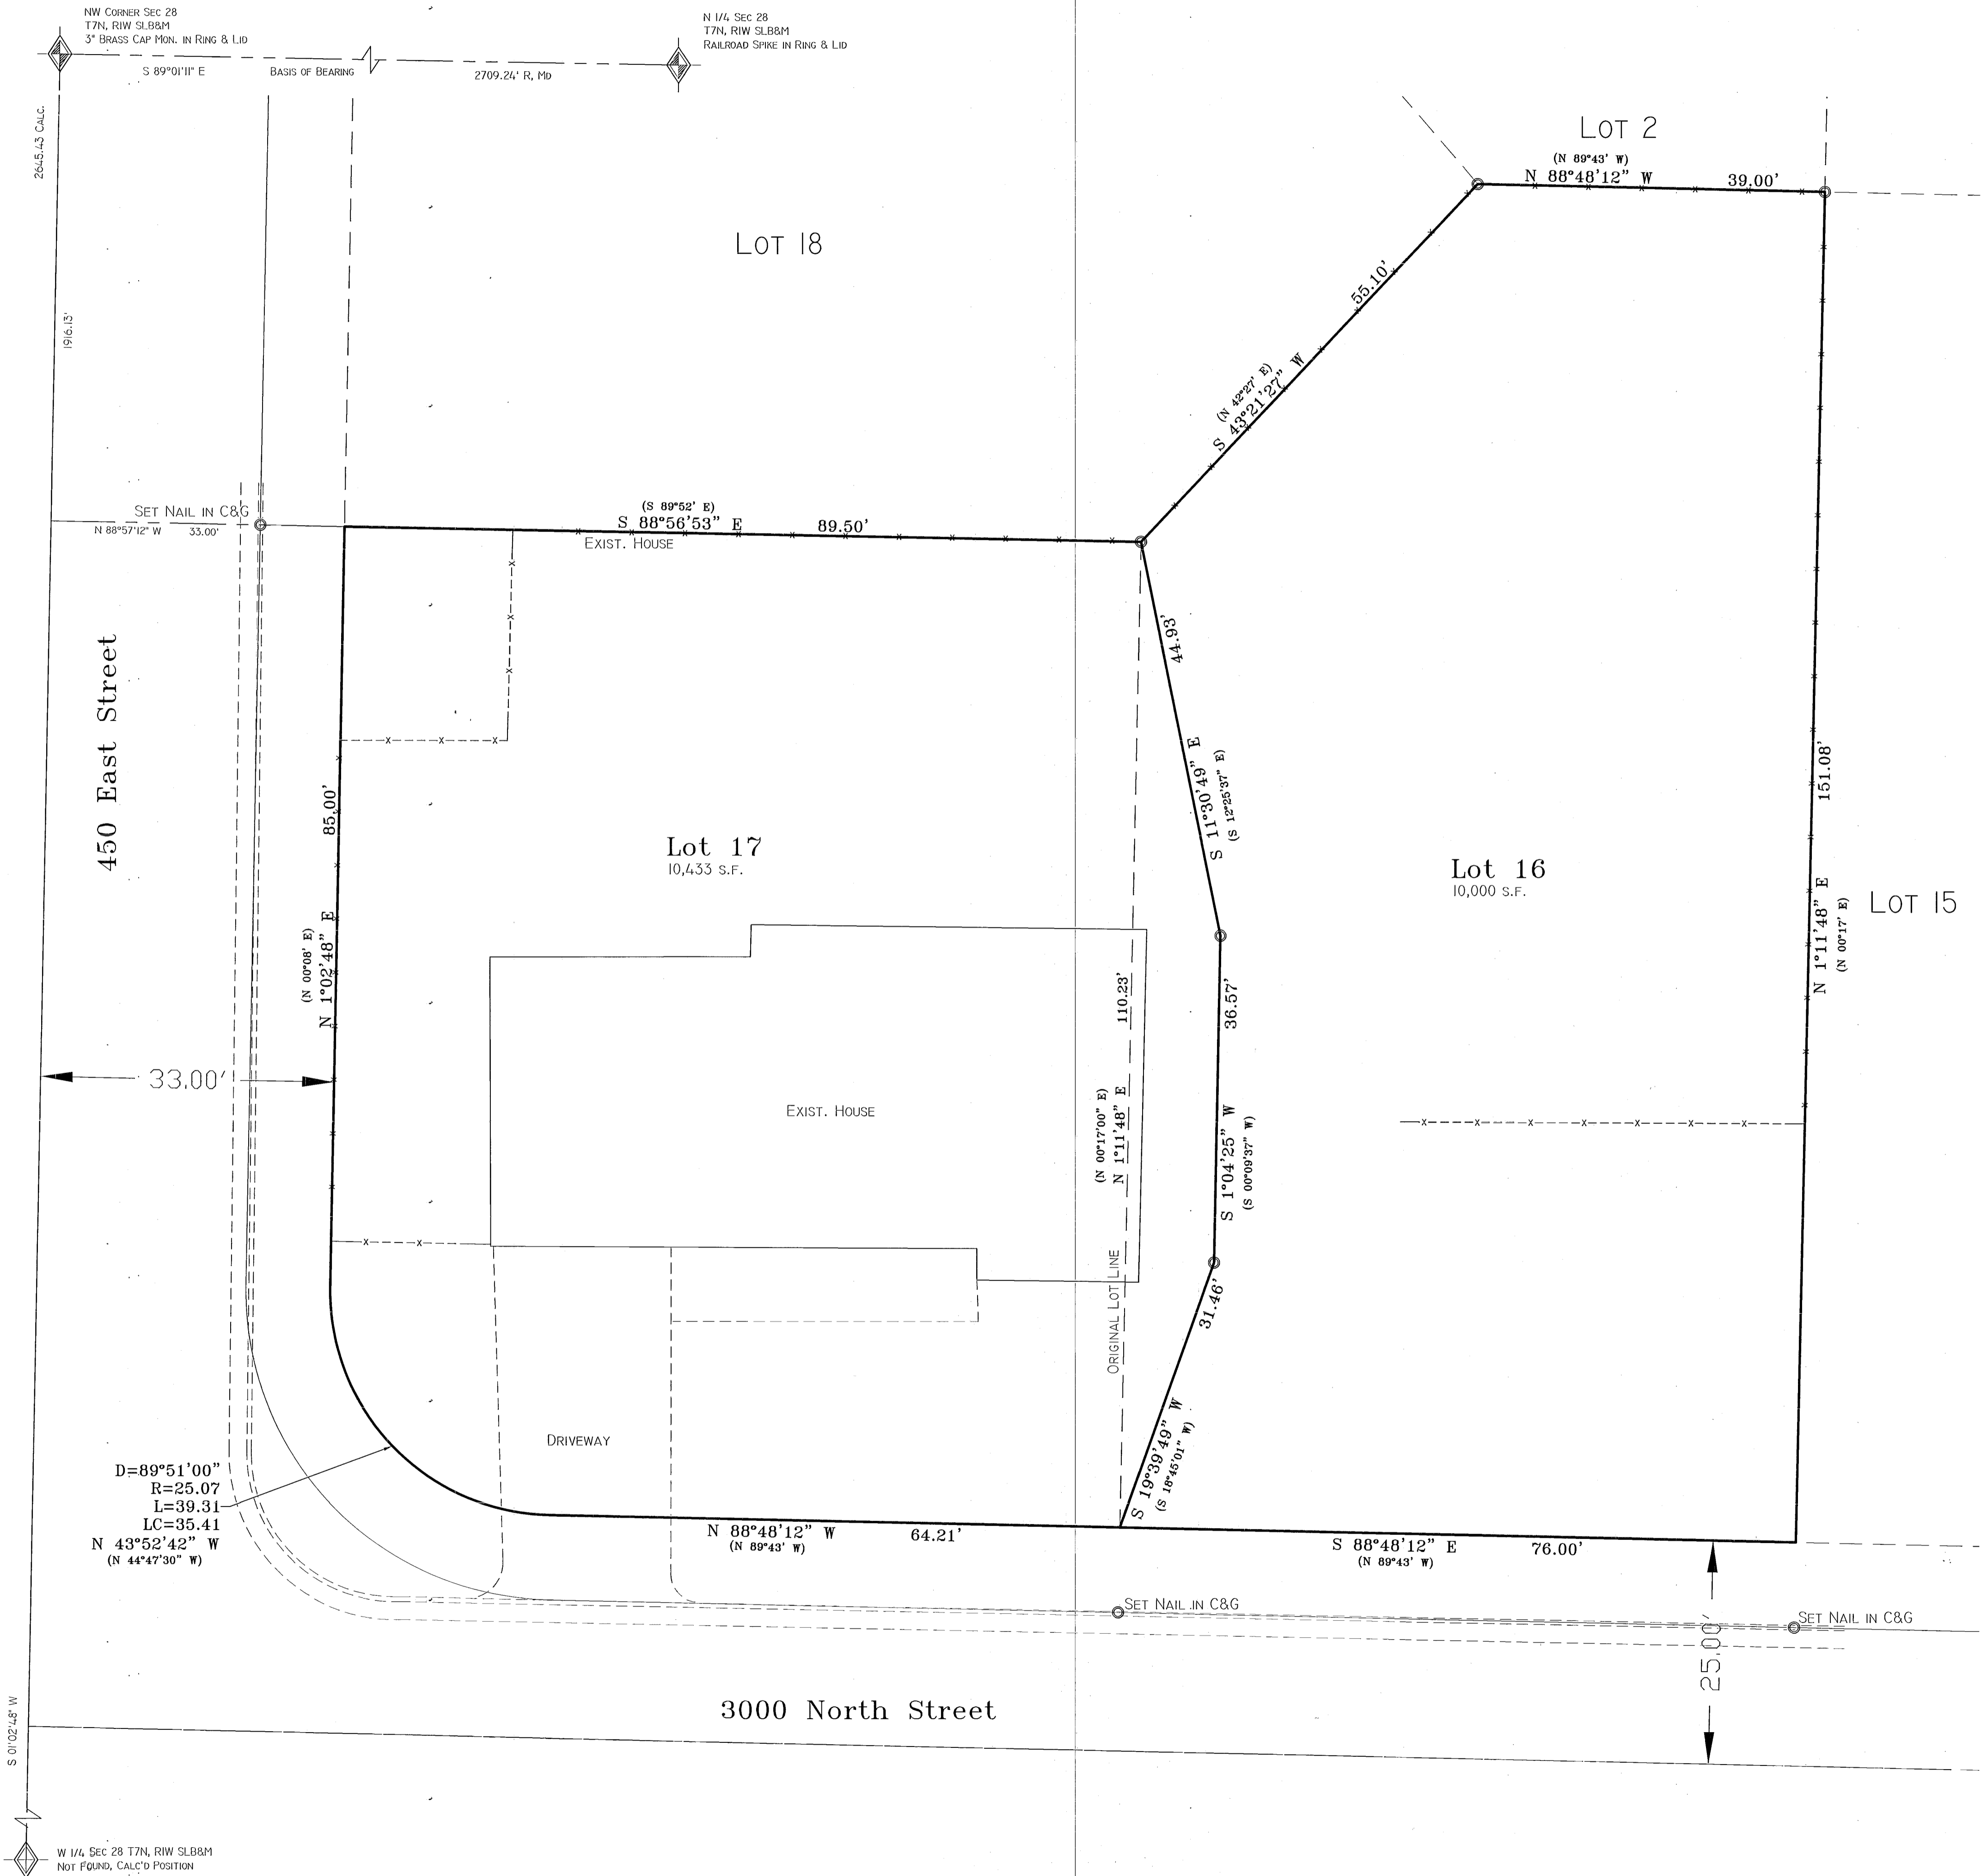 NW Corner Sec 28
T7N, R1W SLB&M
3" Brass Cap Mon. in Ring & Lid
N 1/4 Sec 28
T7N, R1W SLB&M
Railroad Spike in Ring & Lid
S 89°01'11" E
Basis of Bearing
2709.24' R, Md
2645.43 Calc.
1916.13'
Lot 2
(N 89°43' W)
N 88°48'12" W
39.00'
Lot 18
55.10'
(N 42°27' E)
S 43°21'27" W
Set Nail in C&G
N 88°57'12" W
33.00'
(S 89°52' E)
S 88°56'53" E
89.50'
Exist. House
44.93'
S 11°30'49" E
(S 12°25'37" E)
450 East Street
85.00'
(N 00°08' E)
N 1°02'48" E
Lot 17
10,433 s.f.
Lot 16
10,000 s.f.
151.08'
N 1°11'48" E
(N 00°17' E)
Lot 15
33.00'
Exist. House
110.23'
(N 00°17'00" E)
N 1°11'48" E
Original Lot Line
36.57'
S 1°04'25" W
(S 00°09'37" W)
31.46'
S 19°39'49" W
(S 18°45'01" W)
Driveway
D=89°51'00"
R=25.07
L=39.31
LC=35.41
N 43°52'42" W
(N 44°47'30" W)
N 88°48'12" W
(N 89°43' W)
64.21'
S 88°48'12" E
(N 89°43' W)
76.00'
Set Nail in C&G
Set Nail in C&G
25.00'
3000 North Street
S 01°02'48" W
W 1/4 Sec 28 T7N, R1W SLB&M
Not Found, Calc'd Position